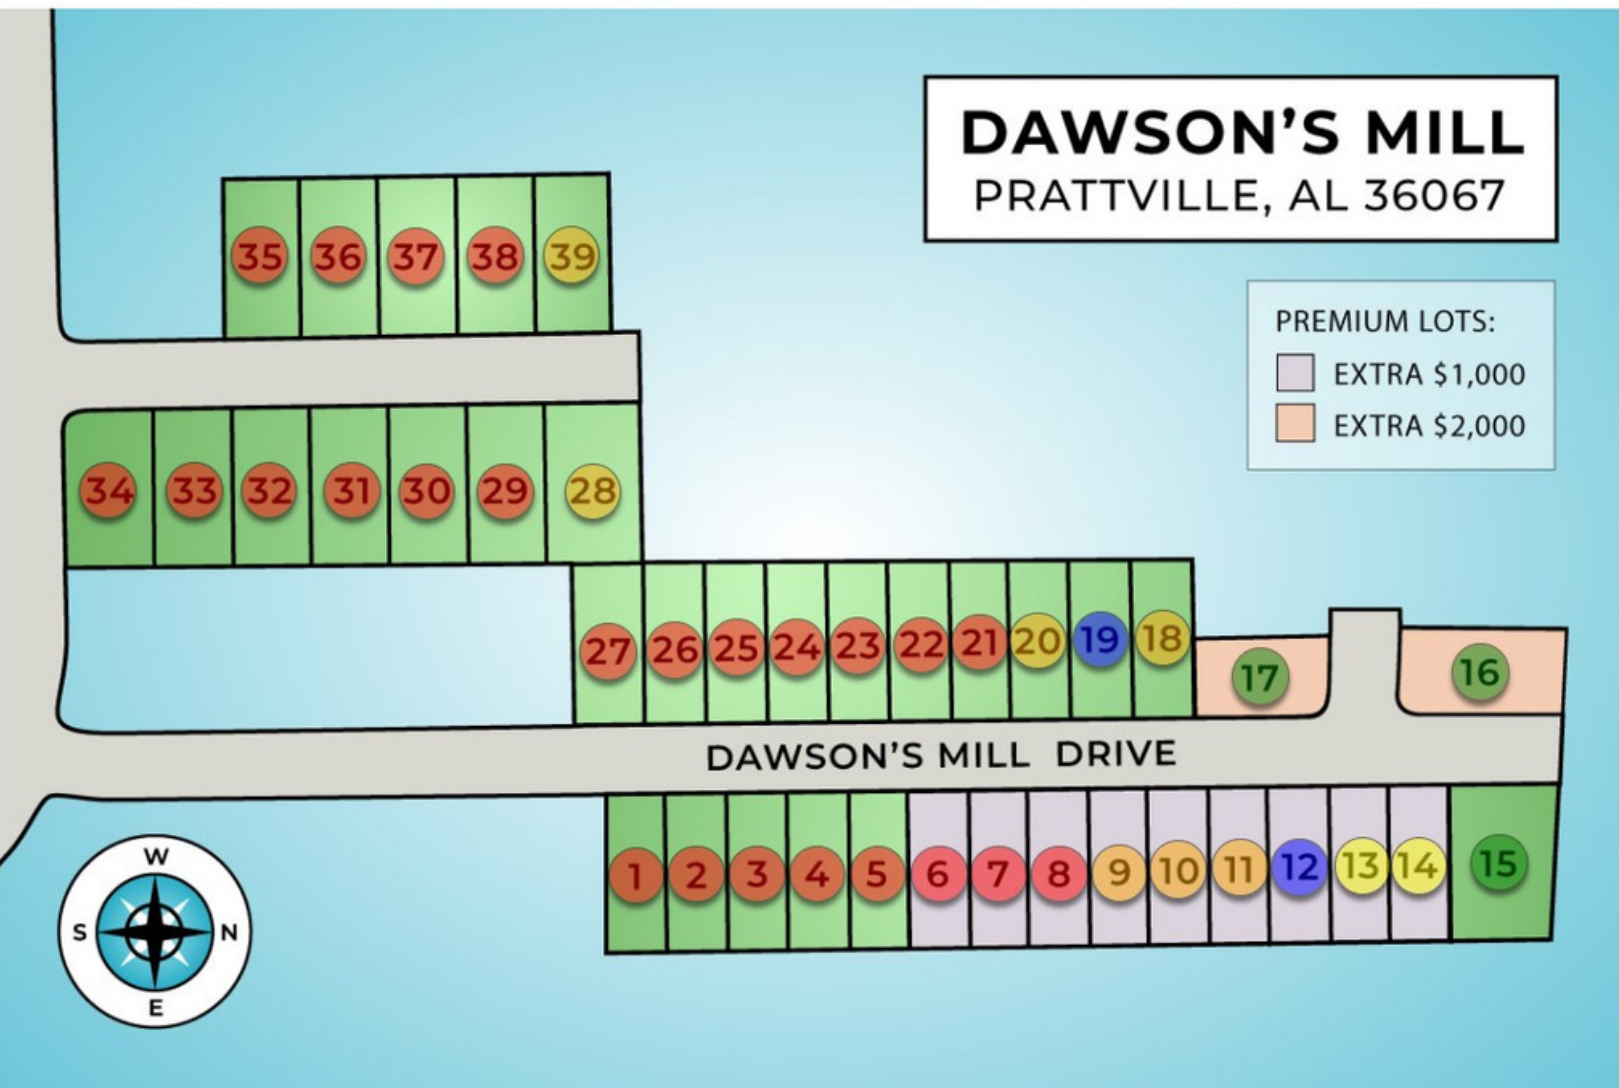 DAWSON'S MILL
PRATTVILLE, AL 36067
35 36 37 38 39
PREMIUM LOTS:
EXTRA $1,000
EXTRA $2,000
34 33 32 31 30 29 28
27 26 25 24 23 22 21 20 19 18 17 16
DAWSON'S MILL DRIVE
1 2 3 4 5 6 7 8 9 10 11 12 13 14 15
W
S N
E